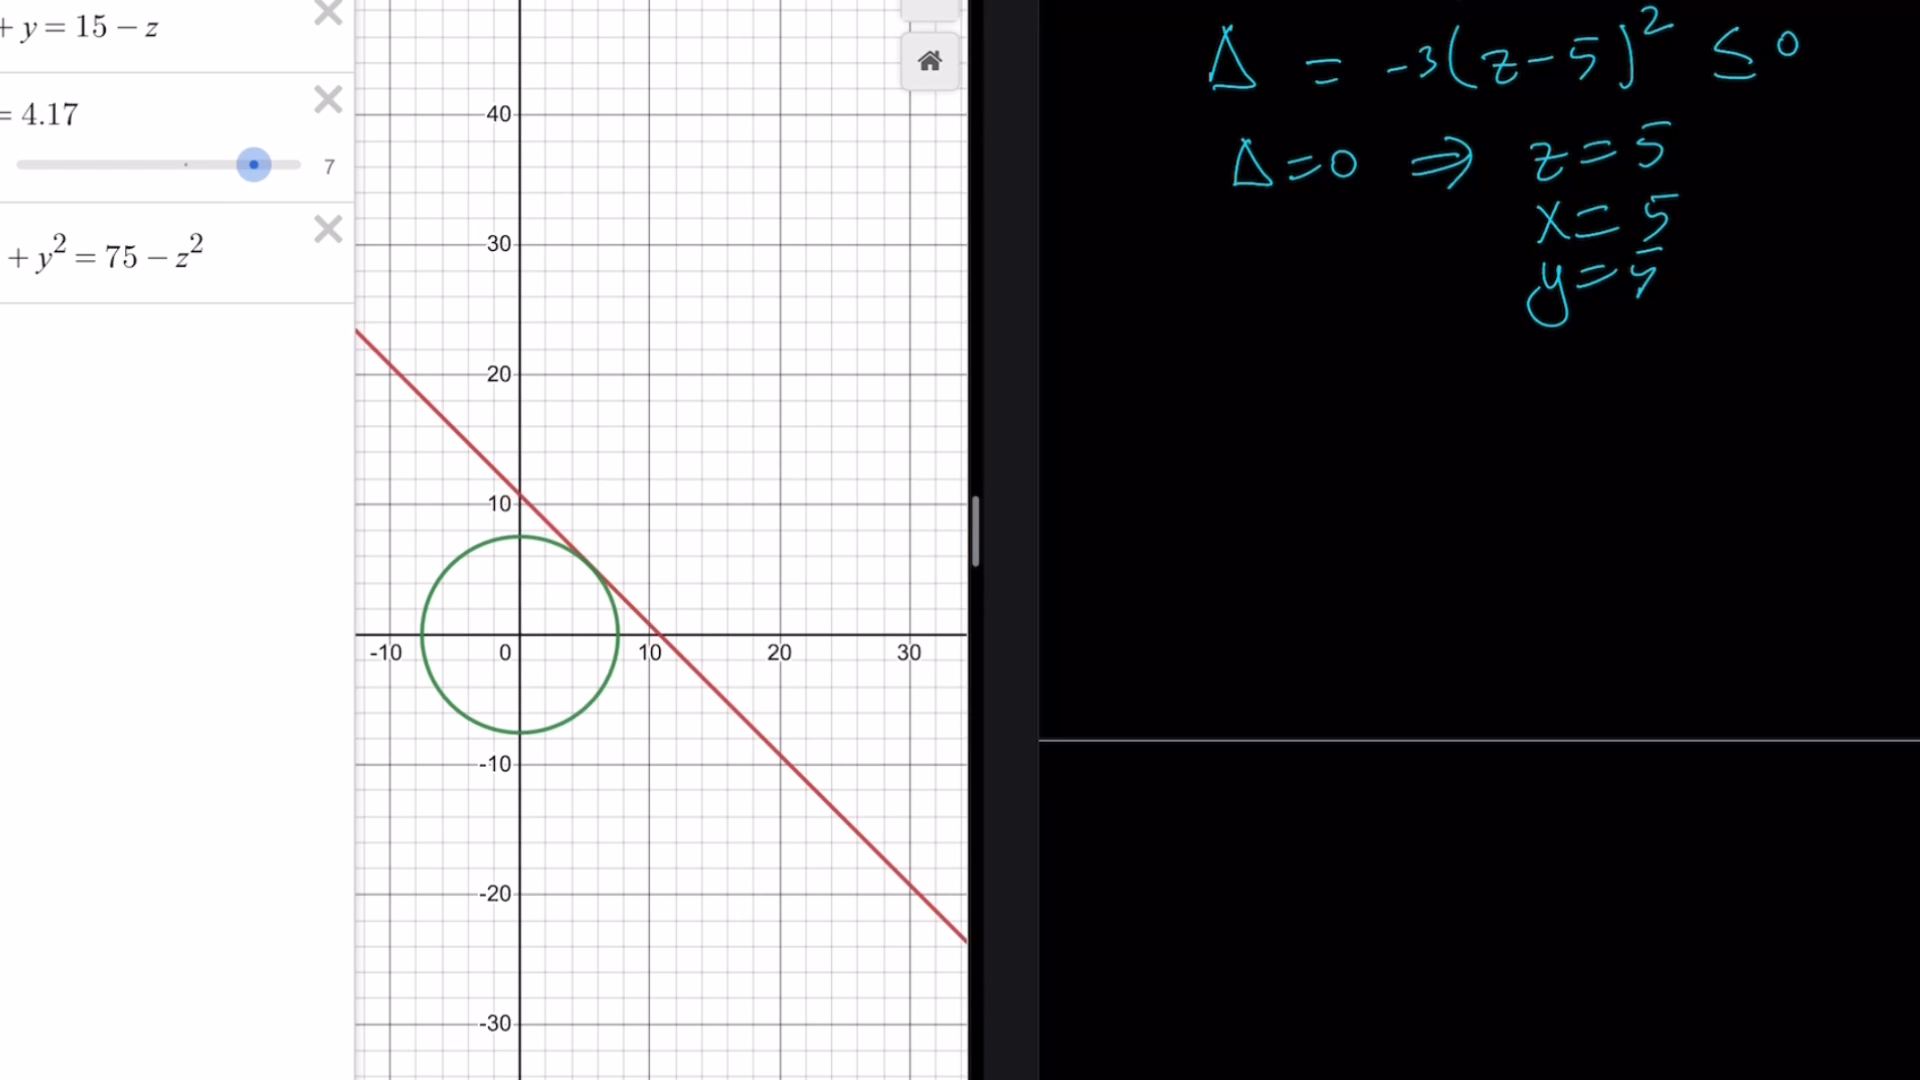 + y = 15 − z
= 4.17
7
+ y² = 75 − z²
40
30
20
10
-10
0
10
20
30
-10
-20
-30
Δ = -3(z-5)² ≤ 0
Δ=0 ⇒ z=5
x=5
y=5